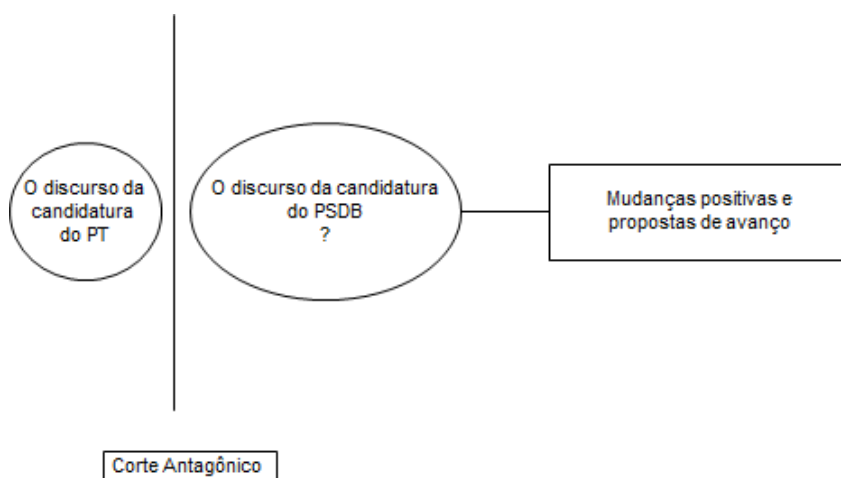 O discurso da
candidatura
do PT
O discurso da candidatura
do PSDB
?
Mudanças positivas e
propostas de avanço
Corte Antagônico